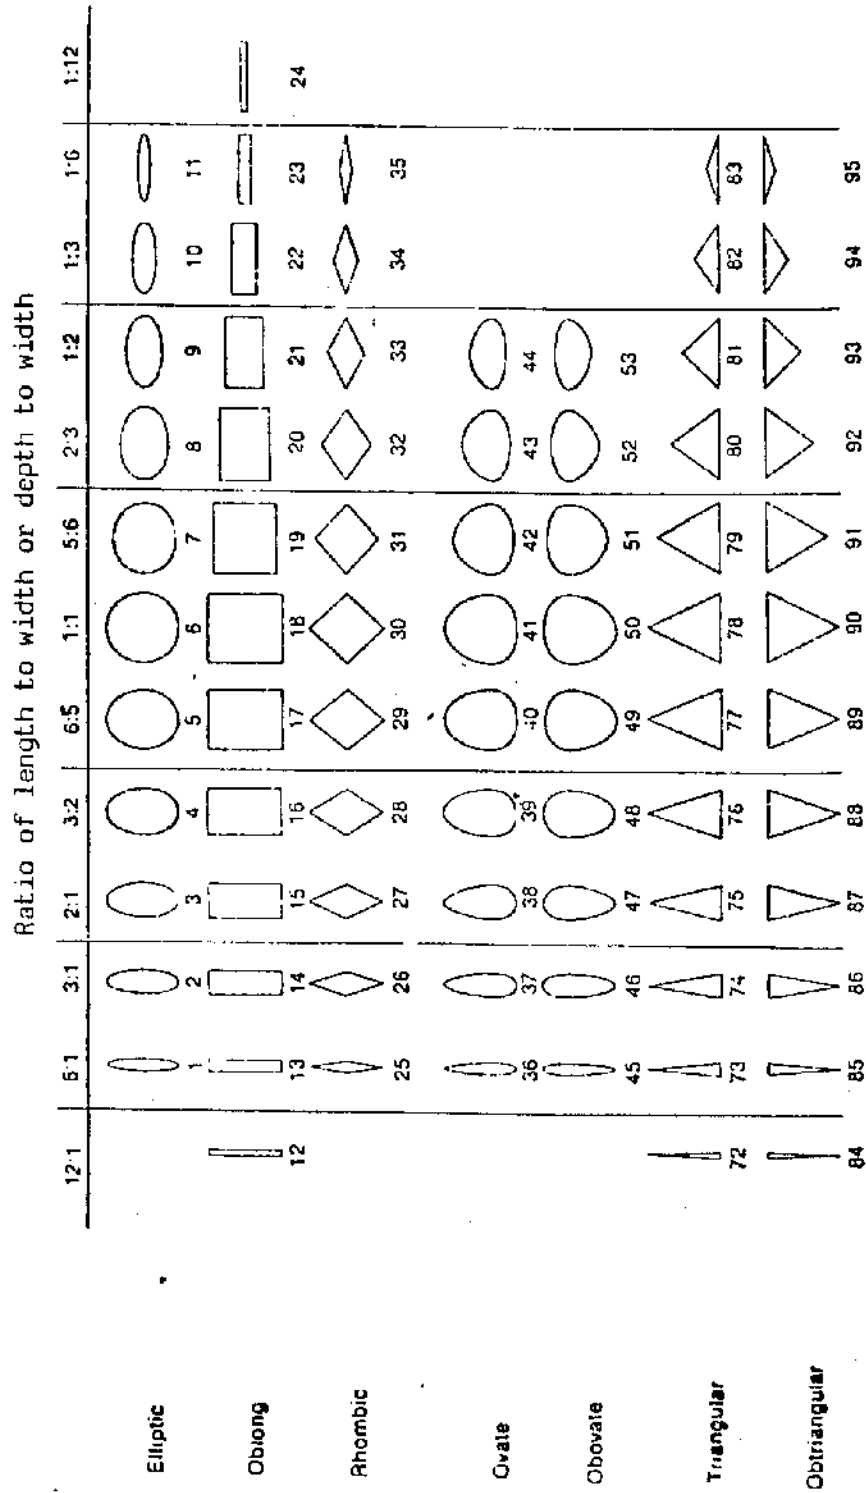 Ratio of length to width or depth to width
12:1 6:1 3:1 2:1 3:2 6:5 1:1 5:6 2:3 1:2 1:3 1:6 1:12
Elliptic
1 2 3 4 5 6 7 8 9 10 11
Oblong
12 13 14 15 16 17 18 19 20 21 22 23 24
Rhombic
25 26 27 28 29 30 31 32 33 34 35
Ovate
36 37 38 39 40 41 42 43 44
Obovate
45 46 47 48 49 50 51 52 53
Triangular
72 73 74 75 76 77 78 79 80 81 82 83
Obtriangular
84 85 86 87 88 89 90 91 92 93 94 95